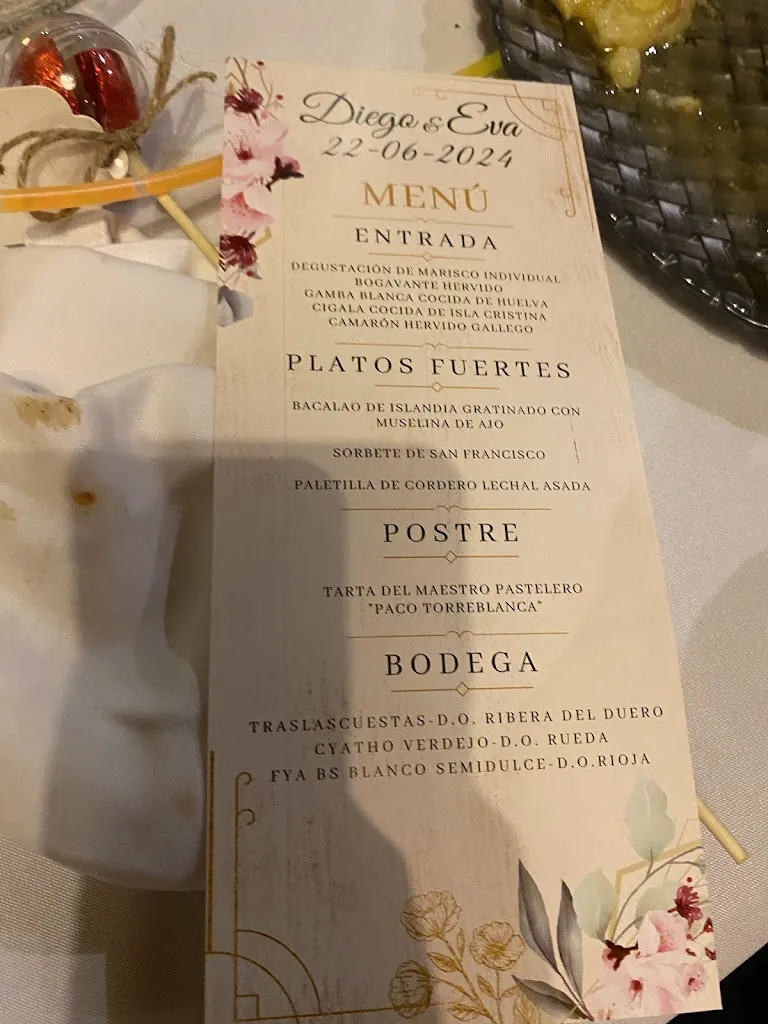 Diego & Eva
22-06-2024
MENÚ
ENTRADA
DEGUSTACIÓN DE MARISCO INDIVIDUAL
BOGAVANTE HERVIDO
GAMBA BLANCA COCIDA DE HUELVA
CIGALA COCIDA DE ISLA CRISTINA
CAMARÓN HERVIDO GALLEGO
PLATOS FUERTES
BACALAO DE ISLANDIA GRATINADO CON
MUSELINA DE AJO
SORBETE DE SAN FRANCISCO
PALETILLA DE CORDERO LECHAL ASADA
POSTRE
TARTA DEL MAESTRO PASTELERO
"PACO TORREBLANCA"
BODEGA
TRASLASCUESTAS-D.O. RIBERA DEL DUERO
CYATHO VERDEJO-D.O. RUEDA
FYA BS BLANCO SEMIDULCE-D.O.RIOJA